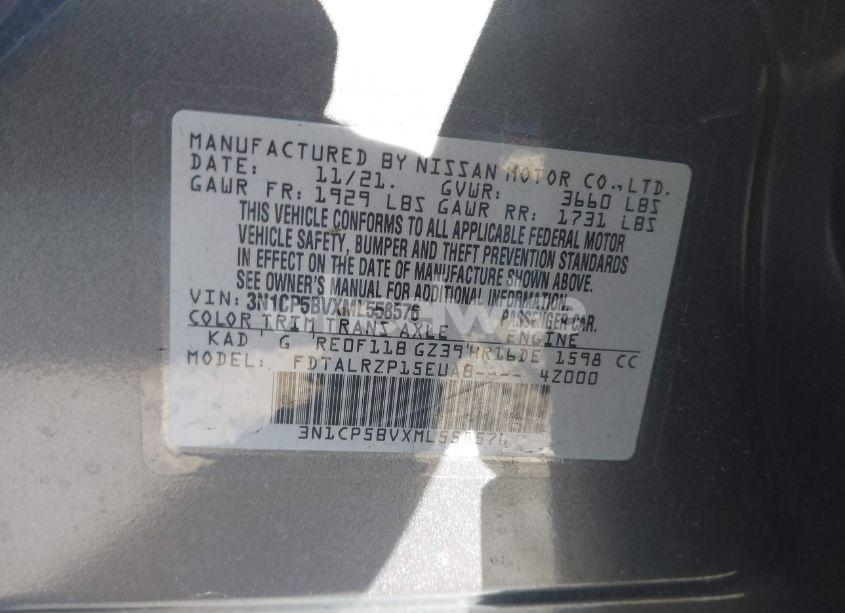 MANUFACTURED BY NISSAN MOTOR CO., LTD.
DATE: 11/21. GVWR: 3660 LBS
GAWR FR: 1929 LBS GAWR RR: 1731 LBS
THIS VEHICLE CONFORMS TO ALL APPLICABLE FEDERAL MOTOR
VEHICLE SAFETY, BUMPER AND THEFT PREVENTION STANDARDS
IN EFFECT ON THE DATE OF MANUFACTURE SHOWN ABOVE.
SEE OWNER'S MANUAL FOR ADDITIONAL INFORMATION.
VIN: 3N1CP5BVXML558576 PASSENGER CAR.
COLOR TRIM TRANS AXLE ENGINE
KAD G RE0F11B GZ39 HR16DE 1598 CC
MODEL: FDTALRZP15EUAB---- 4Z000
3N1CP5BVXML558576